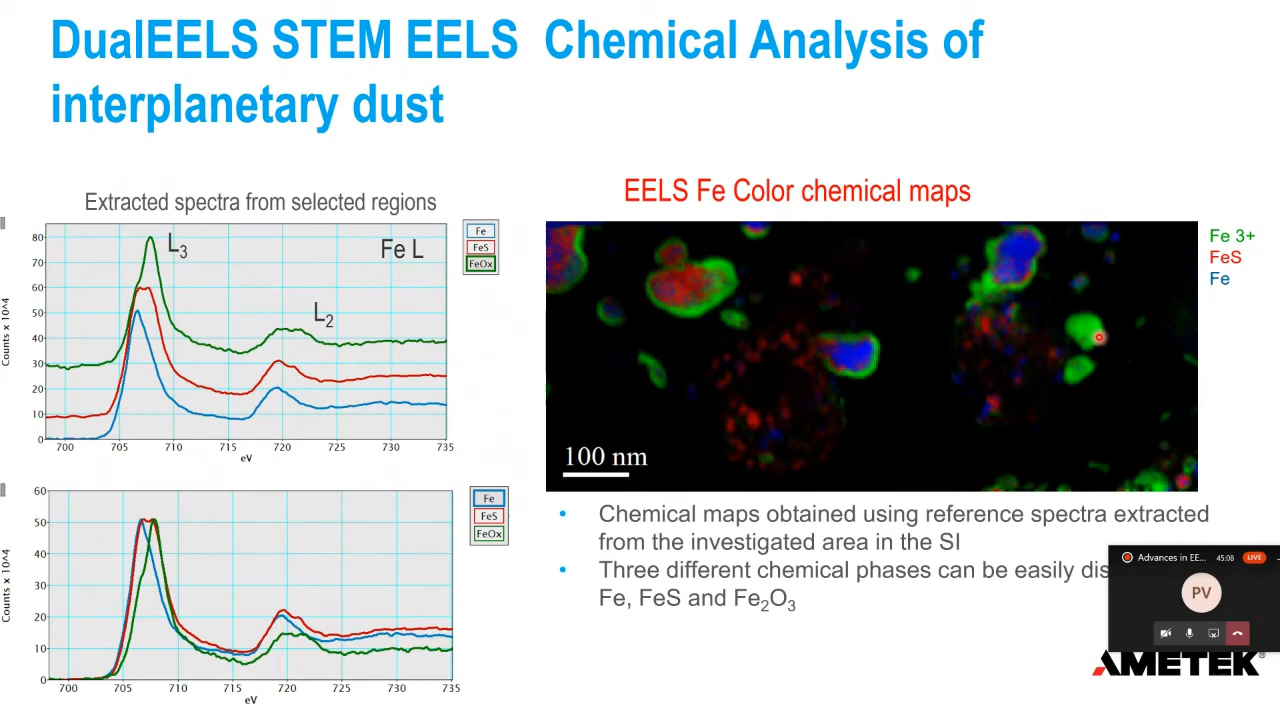 DualEELS STEM EELS Chemical Analysis of
interplanetary dust
Extracted spectra from selected regions
EELS Fe Color chemical maps
Counts x 10^4
80
70
60
50
40
30
20
10
0
L3
L2
Fe L
Fe
FeS
FeOx
700
705
710
715
720
725
730
735
eV
Fe 3+
FeS
Fe
100 nm
Counts x 10^4
60
50
40
30
20
10
0
Fe
FeS
FeOx
700
705
710
715
720
725
730
735
eV
• Chemical maps obtained using reference spectra extracted
from the investigated area in the SI
• Three different chemical phases can be easily dis
Fe, FeS and Fe2O3
Advances in EE...
45:08
LIVE
PV
AMETEK®